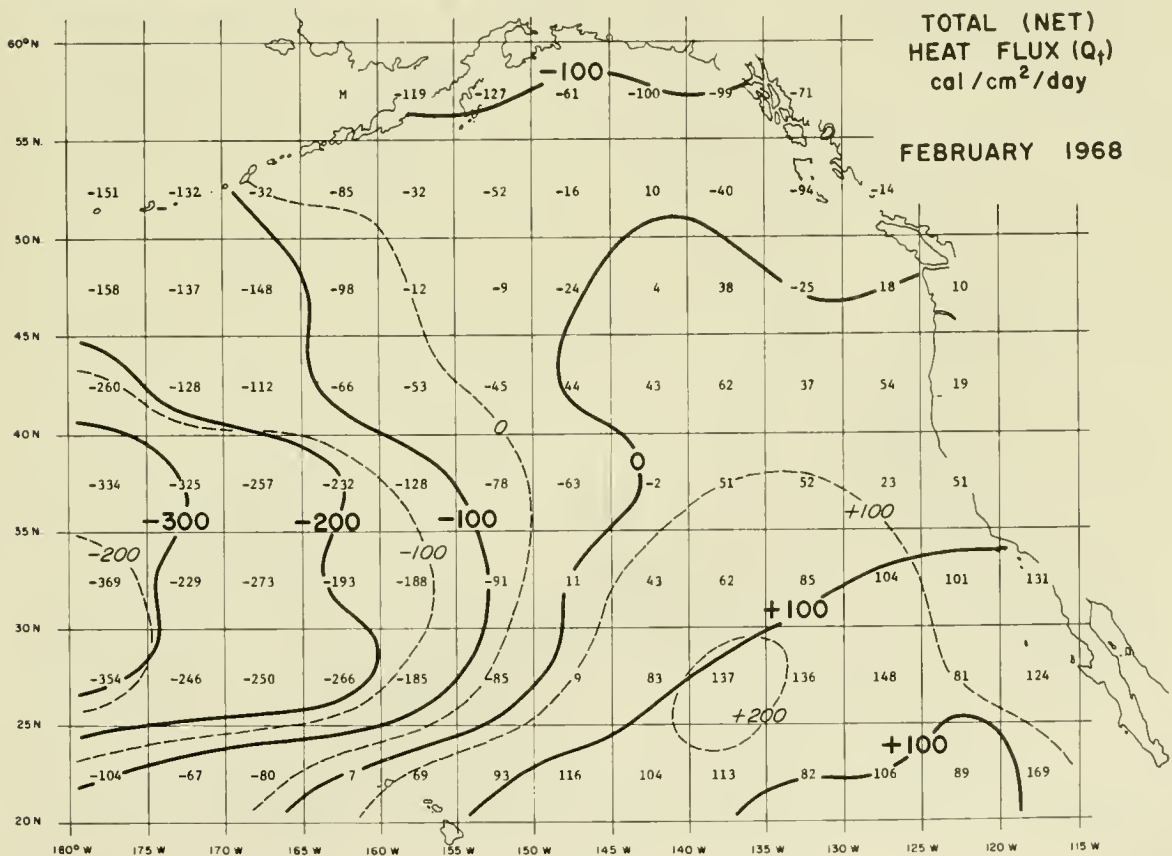 TOTAL (NET)
HEAT FLUX (Qt)
cal/cm²/day
FEBRUARY 1968
60°N
-100
M -119 -127 -61 -100 -99 -71
55 N
-151 -132 -32 -85 -32 -52 -16 10 -40 -94 -14
50 N
-158 -137 -148 -98 -12 -9 -24 4 38 -25 18 10
45 N
-260 -128 -112 -66 -53 -45 44 43 62 37 54 19
40 N
0
0
-334 -325 -257 -232 -128 -78 -63 -2 51 52 23 51
-300 -200 -100 +100
35 N
-200 -100
-369 -229 -273 -193 -188 -91 11 43 62 85 104 101 131
+100
30 N
-354 -246 -250 -266 -185 -85 9 83 137 136 148 81 124
25 N
+200
+100
-104 -67 -80 7 69 93 116 104 113 82 106 89 169
20 N
180° W 175 W 170 W 165 W 160 W 155 W 150 W 145 W 140 W 135 W 130 W 125 W 120 W 115 W